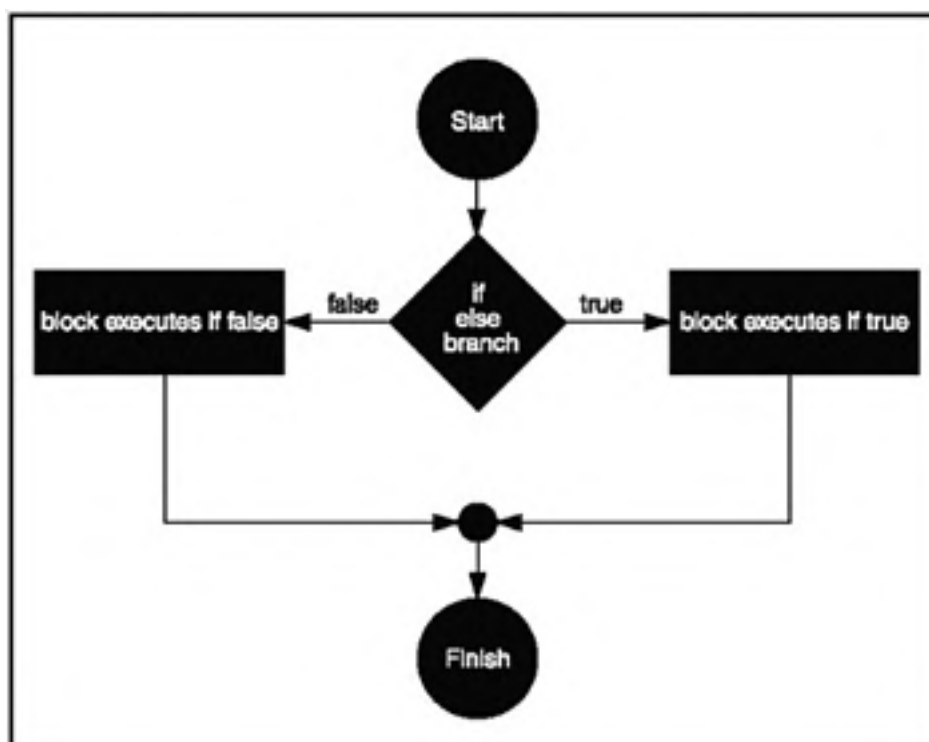 Start
false
if
else
branch
true
block executes if false
block executes if true
Finish